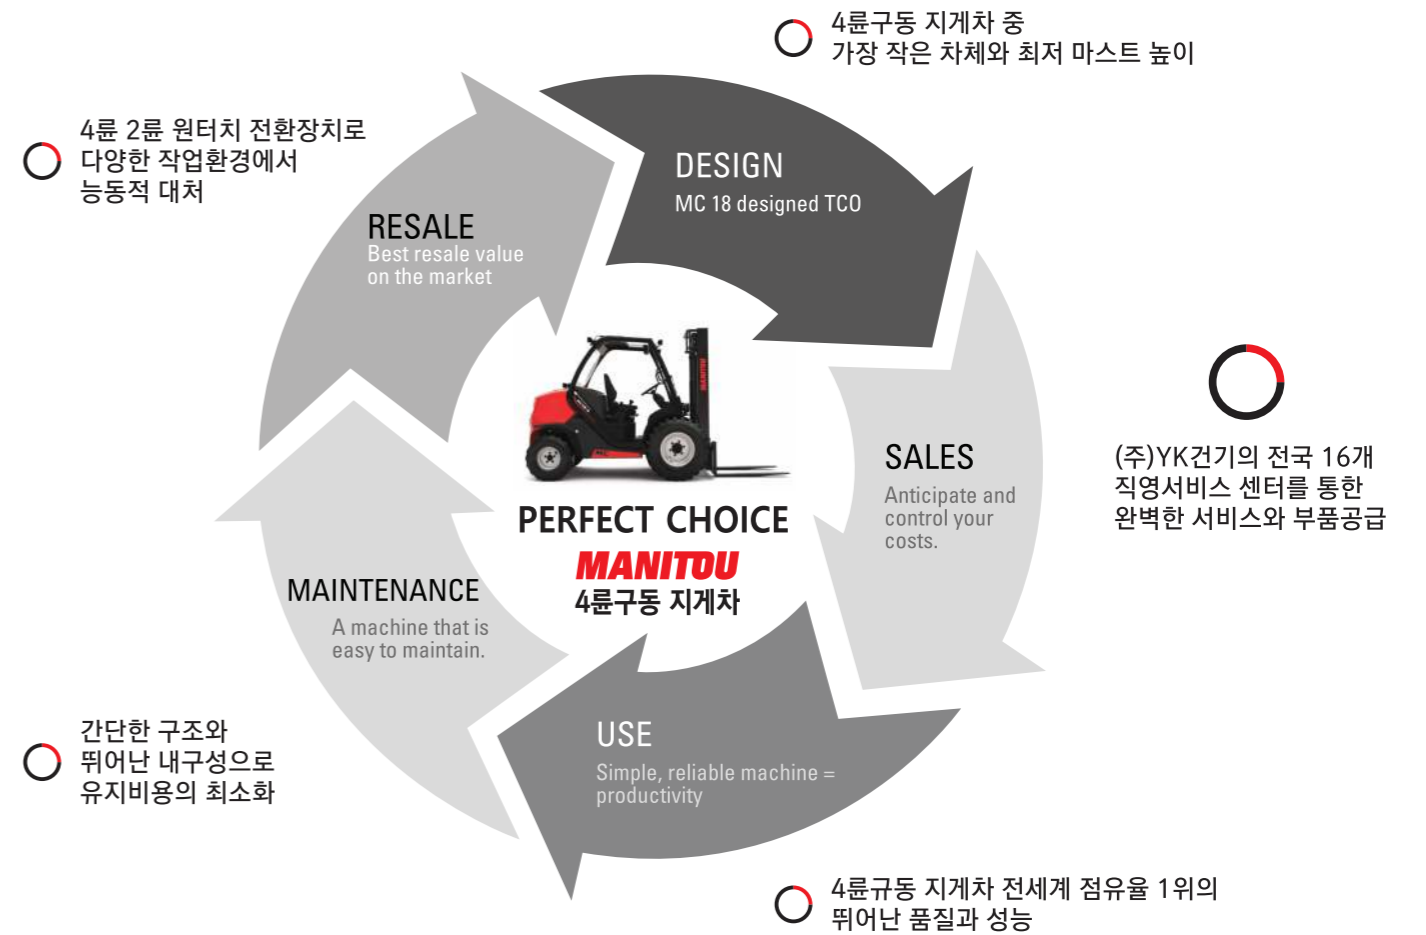 4륜구동 지게차 중
가장 작은 차체와 최저 마스트 높이
4륜 2륜 원터치 전환장치로
다양한 작업환경에서
능동적 대처
DESIGN
MC 18 designed TCO
RESALE
Best resale value
on the market
SALES
Anticipate and
control your
costs.
(주)YK건기의 전국 16개
직영서비스 센터를 통한
완벽한 서비스와 부품공급
MANITOU
PERFECT CHOICE
MANITOU
4륜구동 지게차
MAINTENANCE
A machine that is
easy to maintain.
USE
Simple, reliable machine =
productivity
간단한 구조와
뛰어난 내구성으로
유지비용의 최소화
4륜규동 지게차 전세계 점유율 1위의
뛰어난 품질과 성능